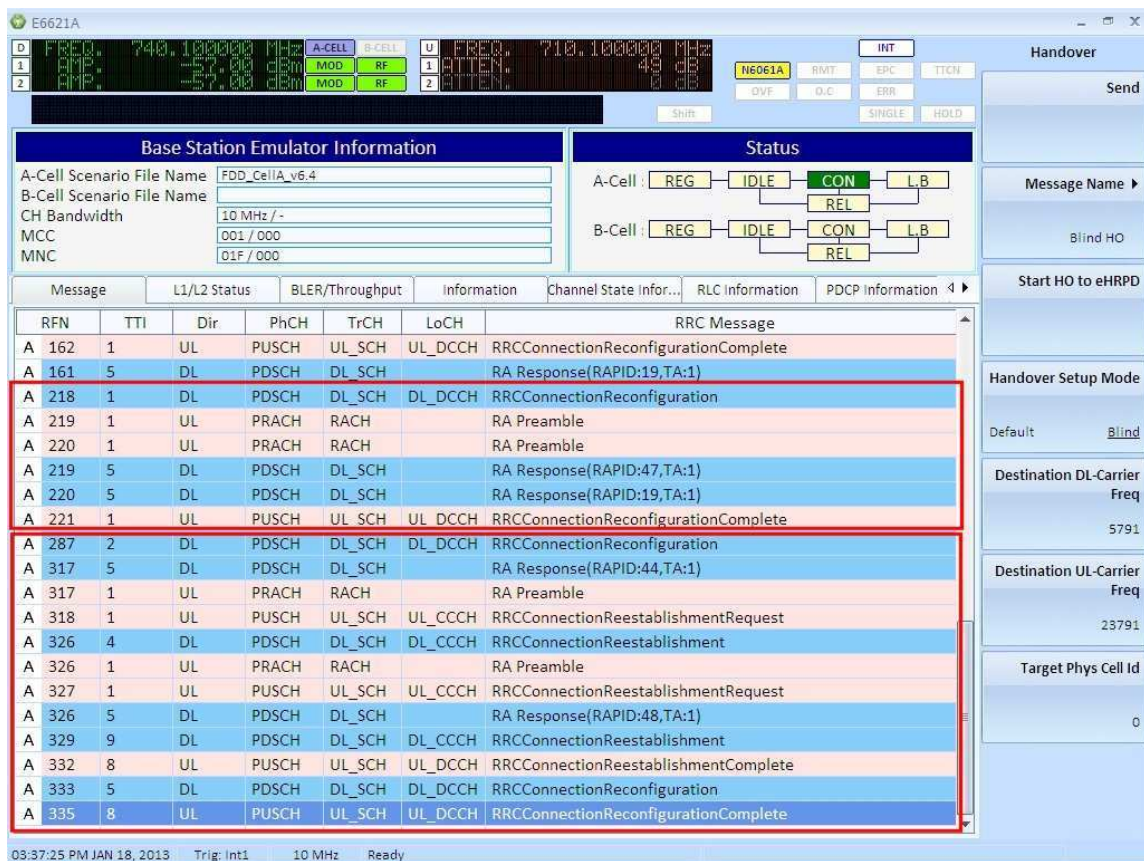 E6621A
D FREQ. 740.100000 MHz A-CELL B-CELL U FREQ. 710.100000 MHz INT
1 AMP. -57.00 dBm MOD RF 1 ATTEN. 49 dB N6061A RMT EPC TTCN
2 AMP. -57.00 dBm MOD RF 2 ATTEN. 0 dB OVF O.C ERR
Shift SINGLE HOLD
Base Station Emulator Information
A-Cell Scenario File Name FDD_CellA_v6.4
B-Cell Scenario File Name
CH Bandwidth 10 MHz / -
MCC 001 / 000
MNC 01F / 000
Status
A-Cell : REG IDLE CON L.B
REL
B-Cell : REG IDLE CON L.B
REL
Message L1/L2 Status BLER/Throughput Information Channel State Infor... RLC Information PDCP Information
RFN TTI Dir PhCH TrCH LoCH RRC Message
A 162 1 UL PUSCH UL_SCH UL_DCCH RRCConnectionReconfigurationComplete
A 161 5 DL PDSCH DL_SCH RA Response(RAPID:19,TA:1)
A 218 1 DL PDSCH DL_SCH DL_DCCH RRCConnectionReconfiguration
A 219 1 UL PRACH RACH RA Preamble
A 220 1 UL PRACH RACH RA Preamble
A 219 5 DL PDSCH DL_SCH RA Response(RAPID:47,TA:1)
A 220 5 DL PDSCH DL_SCH RA Response(RAPID:19,TA:1)
A 221 1 UL PUSCH UL_SCH UL_DCCH RRCConnectionReconfigurationComplete
A 287 2 DL PDSCH DL_SCH DL_DCCH RRCConnectionReconfiguration
A 317 5 DL PDSCH DL_SCH RA Response(RAPID:44,TA:1)
A 317 1 UL PRACH RACH RA Preamble
A 318 1 UL PUSCH UL_SCH UL_CCCH RRCConnectionReestablishmentRequest
A 326 4 DL PDSCH DL_SCH DL_CCCH RRCConnectionReestablishment
A 326 1 UL PRACH RACH RA Preamble
A 327 1 UL PUSCH UL_SCH UL_CCCH RRCConnectionReestablishmentRequest
A 326 5 DL PDSCH DL_SCH RA Response(RAPID:48,TA:1)
A 329 9 DL PDSCH DL_SCH DL_CCCH RRCConnectionReestablishment
A 332 8 UL PUSCH UL_SCH UL_DCCH RRCConnectionReestablishmentComplete
A 333 5 DL PDSCH DL_SCH DL_DCCH RRCConnectionReconfiguration
A 335 8 UL PUSCH UL_SCH UL_DCCH RRCConnectionReconfigurationComplete
Handover
Send
Message Name
Blind HO
Start HO to eHRPD
Handover Setup Mode
Default Blind
Destination DL-Carrier
Freq
5791
Destination UL-Carrier
Freq
23791
Target Phys Cell Id
0
03:37:25 PM JAN 18, 2013 Trig: Int1 10 MHz Ready